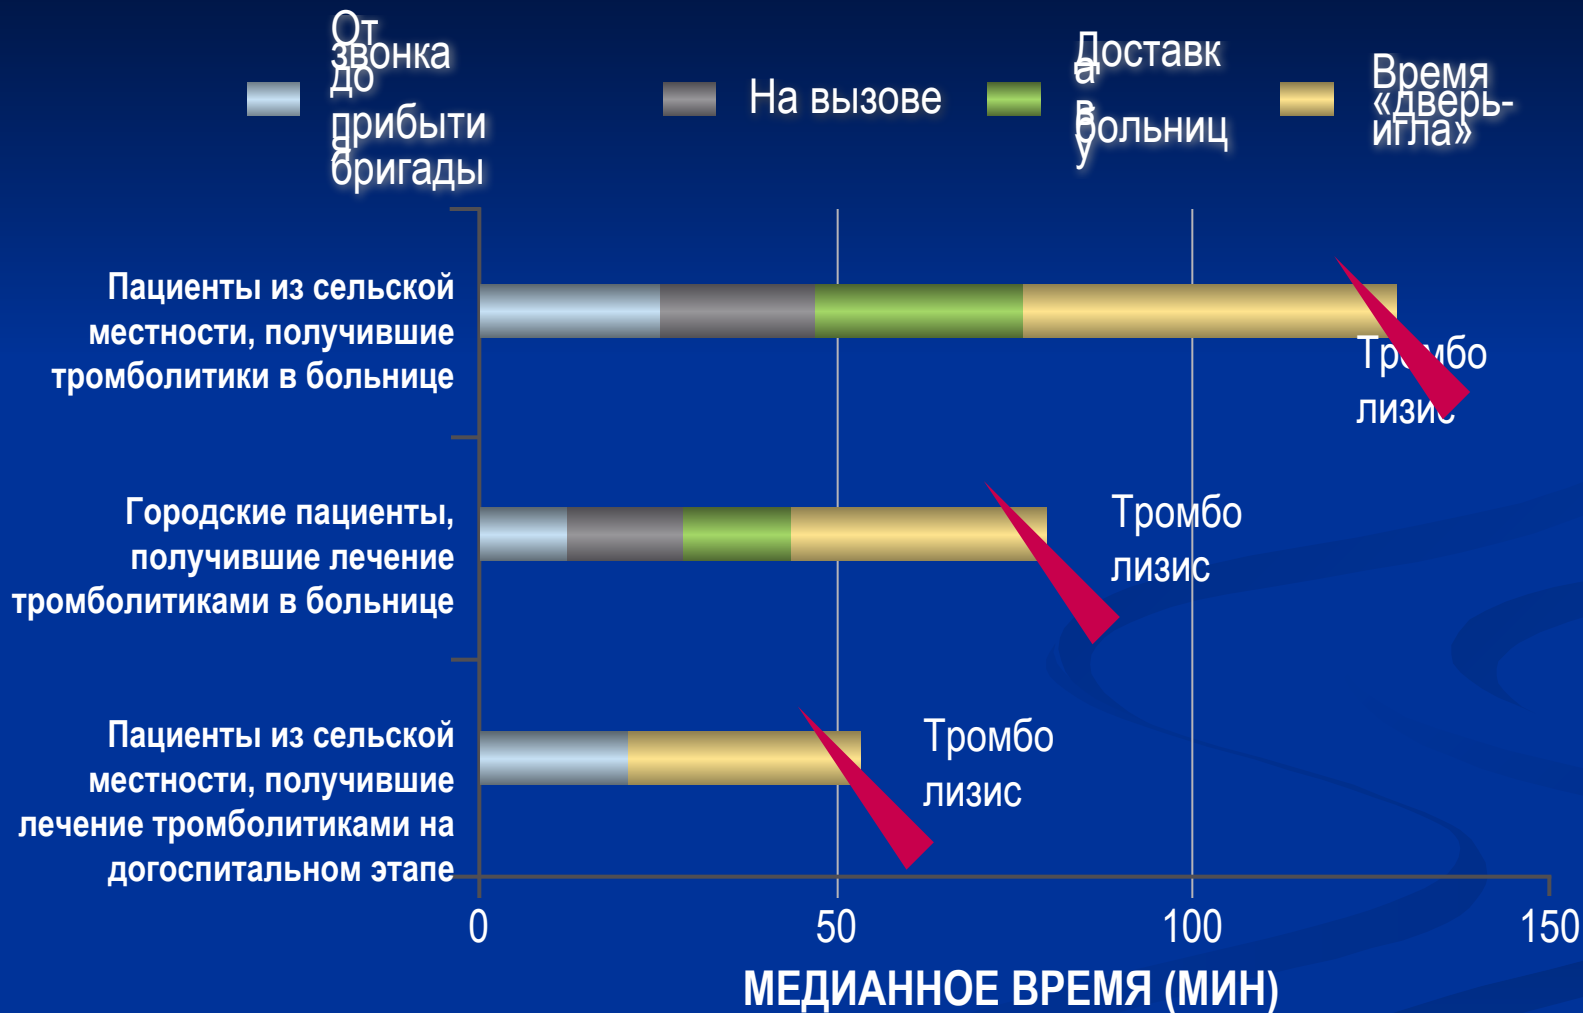 От
звонка
до
прибыти
я
бригады
На вызове
Доставк
а
в
больниц
у
Время
«дверь-
игла»
Пациенты из сельской
местности, получившие
тромболитики в больнице
Тромбо
лизис
Городские пациенты,
получившие лечение
тромболитиками в больнице
Тромбо
лизис
Пациенты из сельской
местности, получившие
лечение тромболитиками на
догоспитальном этапе
Тромбо
лизис
0 50 100 150
МЕДИАННОЕ ВРЕМЯ (МИН)